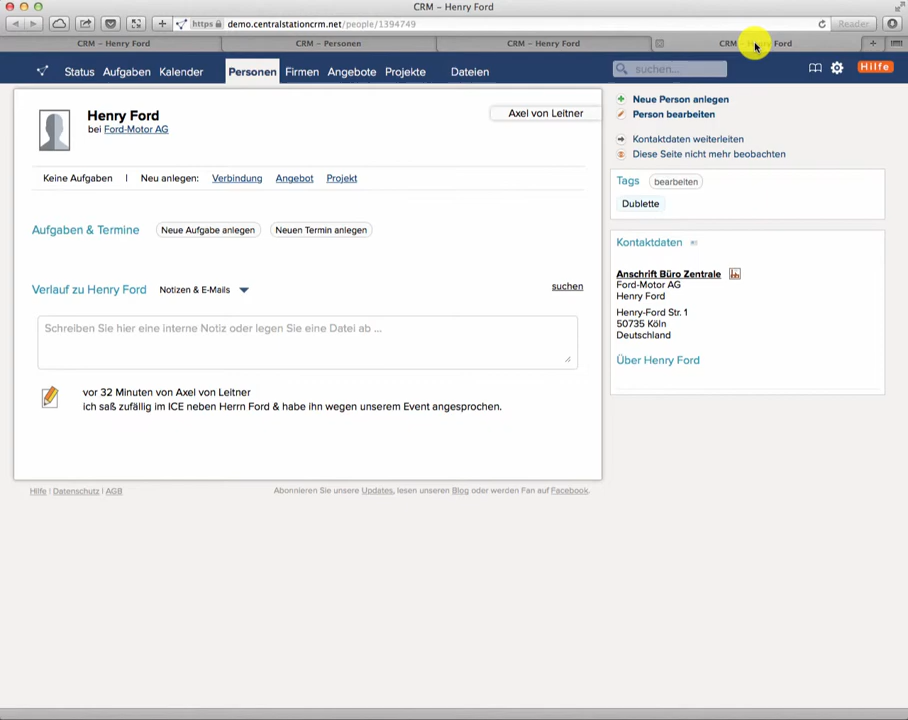 CRM – Henry Ford
https demo.centralstationcrm.net/people/1394749
Reader
CRM – Henry Ford
CRM – Personen
CRM – Henry Ford
CRM – Henry Ford
Status Aufgaben Kalender Personen Firmen Angebote Projekte Dateien
suchen...
Hilfe
Henry Ford
bei Ford-Motor AG
Axel von Leitner
Keine Aufgaben | Neu anlegen: Verbindung Angebot Projekt
Aufgaben & Termine Neue Aufgabe anlegen Neuen Termin anlegen
Verlauf zu Henry Ford Notizen & E-Mails suchen
Schreiben Sie hier eine interne Notiz oder legen Sie eine Datei ab ...
vor 32 Minuten von Axel von Leitner
ich saß zufällig im ICE neben Herrn Ford & habe ihn wegen unserem Event angesprochen.
Hilfe | Datenschutz | AGB
Abonnieren Sie unsere Updates, lesen unseren Blog oder werden Fan auf Facebook.
Neue Person anlegen
Person bearbeiten
Kontaktdaten weiterleiten
Diese Seite nicht mehr beobachten
Tags bearbeiten
Dublette
Kontaktdaten
Anschrift Büro Zentrale
Ford-Motor AG
Henry Ford
Henry-Ford Str. 1
50735 Köln
Deutschland
Über Henry Ford